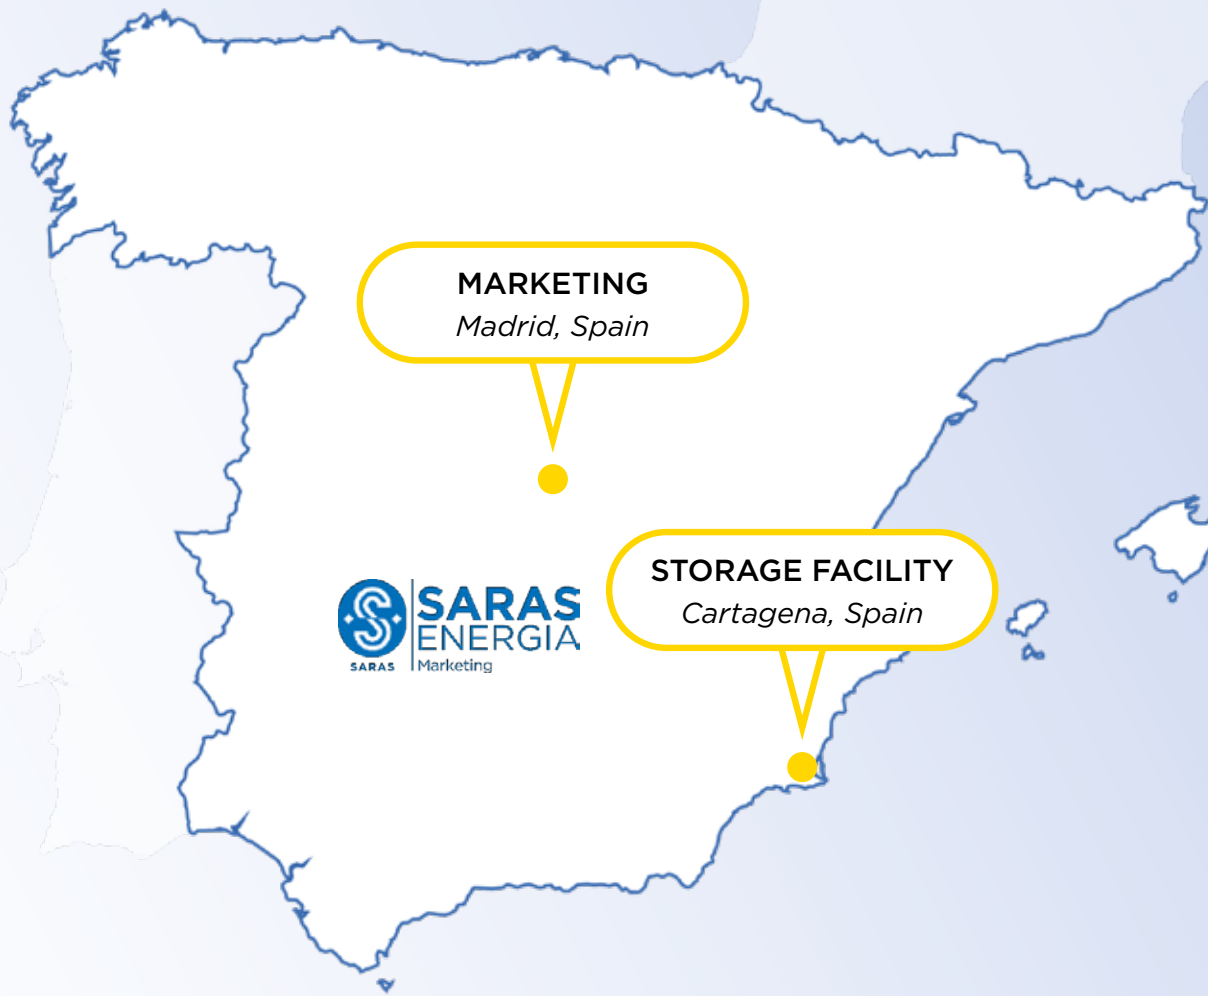 MARKETING
Madrid, Spain
STORAGE FACILITY
Cartagena, Spain
SARAS
ENERGIA
SARAS
Marketing